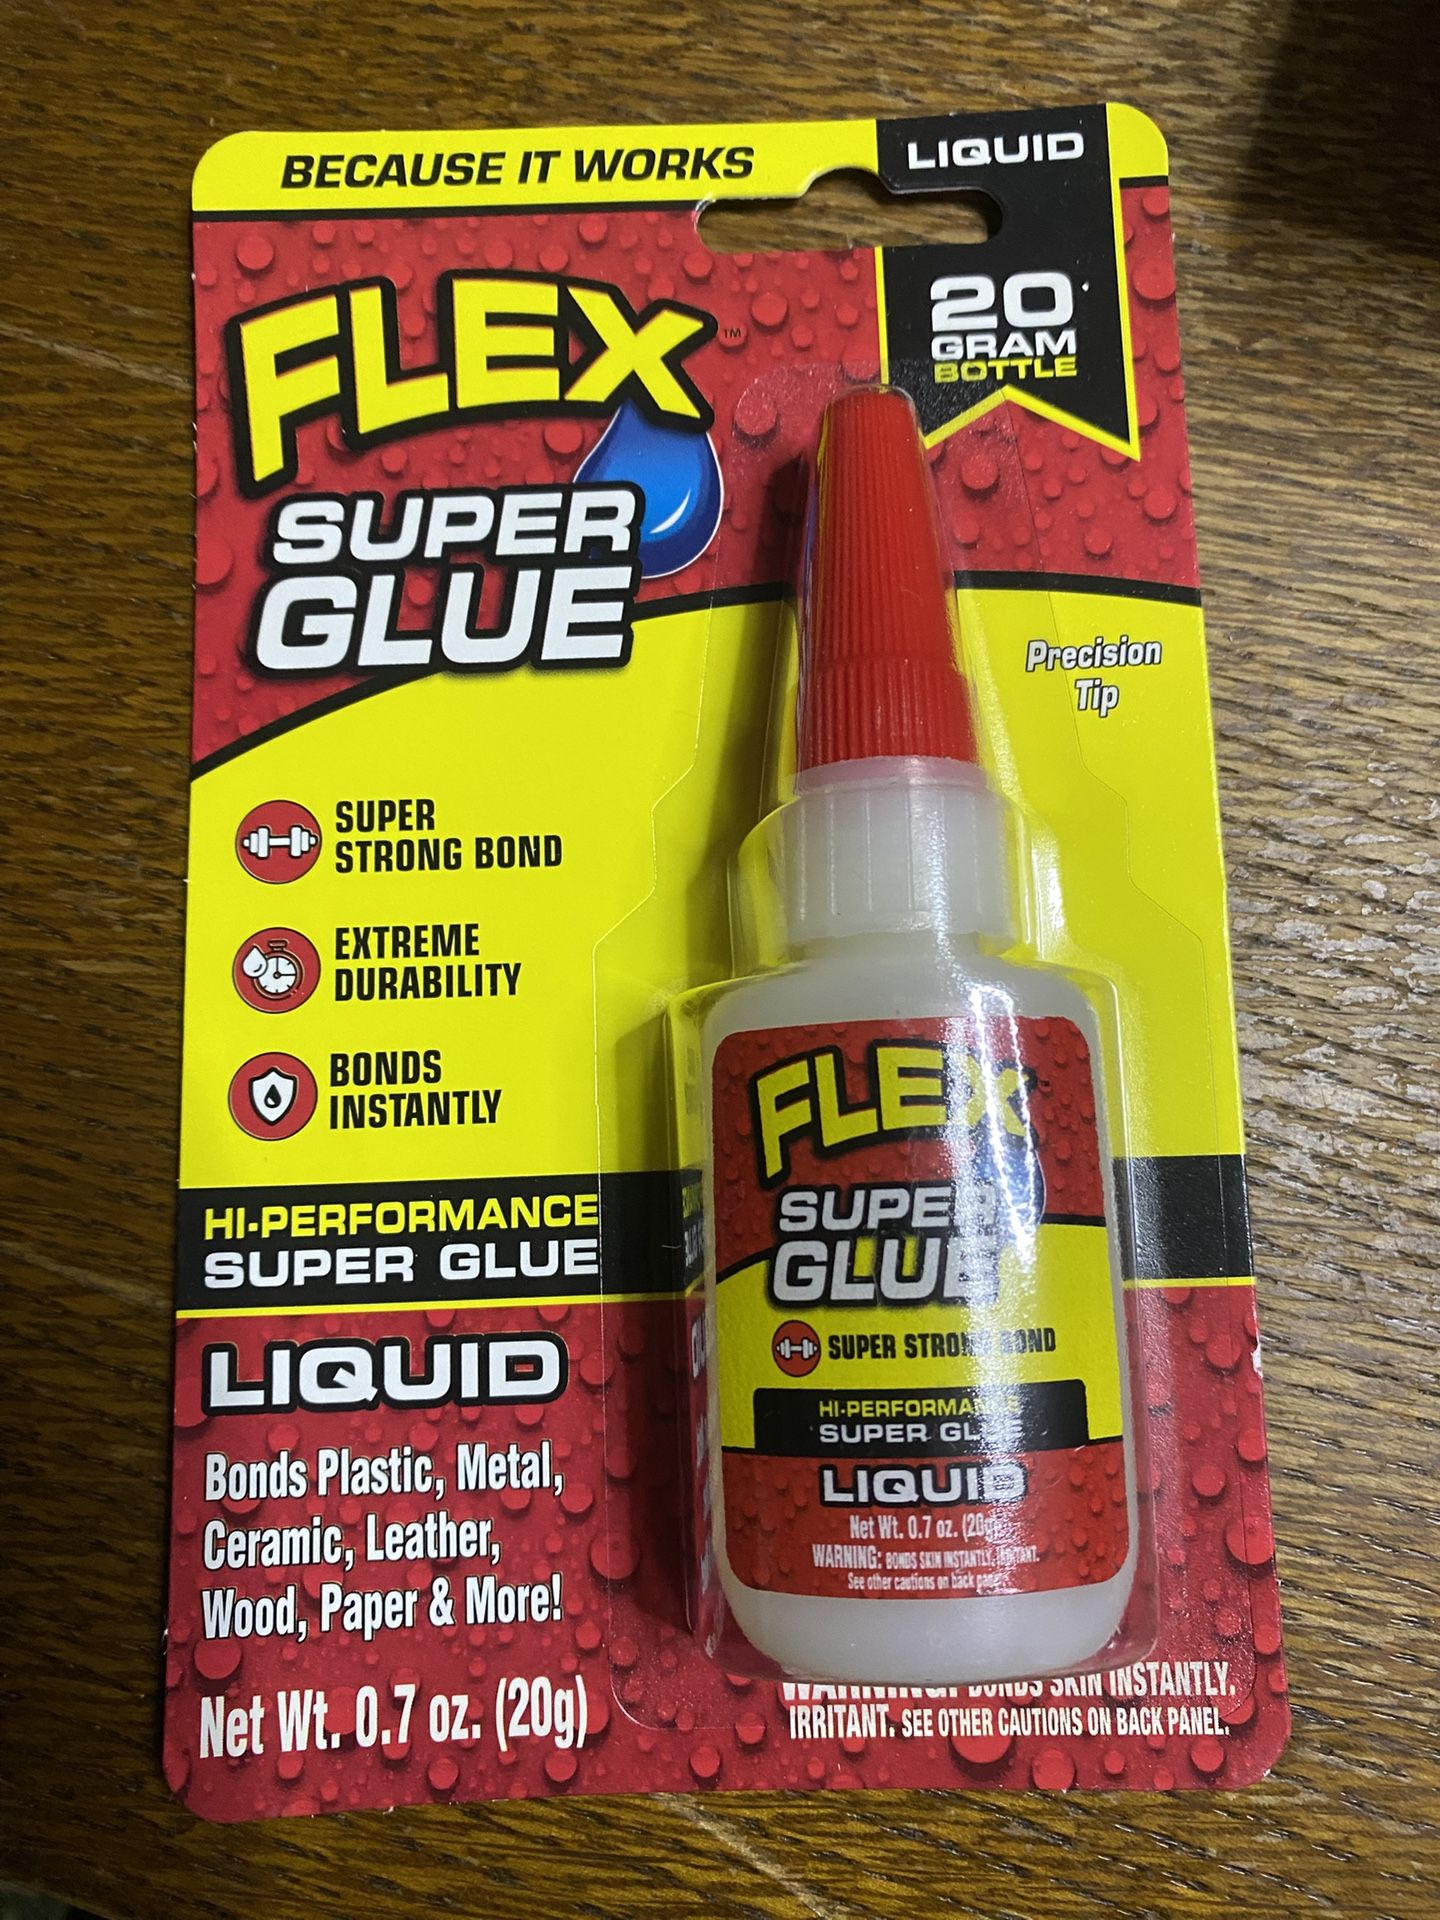 BECAUSE IT WORKS
LIQUID
20
GRAM
BOTTLE
FLEX™
SUPER
GLUE
Precision
Tip
SUPER
STRONG BOND
EXTREME
DURABILITY
BONDS
INSTANTLY
HI-PERFORMANCE
SUPER GLUE
LIQUID
Bonds Plastic, Metal,
Ceramic, Leather,
Wood, Paper & More!
Net Wt. 0.7 oz. (20g)
FLEX
SUPER
GLUE
SUPER STRONG BOND
HI-PERFORMANCE
SUPER GLUE
LIQUID
Net Wt. 0.7 oz. (20g)
WARNING: BONDS SKIN INSTANTLY. IRRITANT.
See other cautions on back panel.
WARNING! BONDS SKIN INSTANTLY.
IRRITANT. SEE OTHER CAUTIONS ON BACK PANEL.